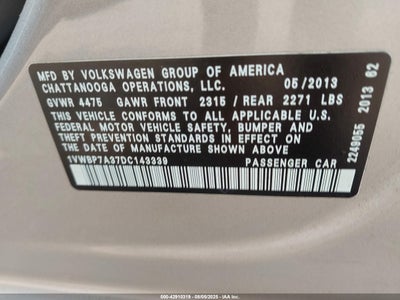 MFD BY VOLKSWAGEN GROUP OF AMERICA
CHATTANOOGA OPERATIONS, LLC. 05/2013
GVWR 4475 GAWR FRONT 2315/REAR 2271 LBS
THIS VEHICLE CONFORMS TO ALL APPLICABLE U.S.
FEDERAL MOTOR VEHICLE SAFETY, BUMPER AND
THEFT PREVENTION STANDARDS IN EFFECT ON THE
DATE OF MANUFACTURE SHOWN ABOVE
1VWBP7A37DC143339 PASSENGER CAR
2249055 2013 62
000-42910319 - 08/05/2025 - IAA Inc.